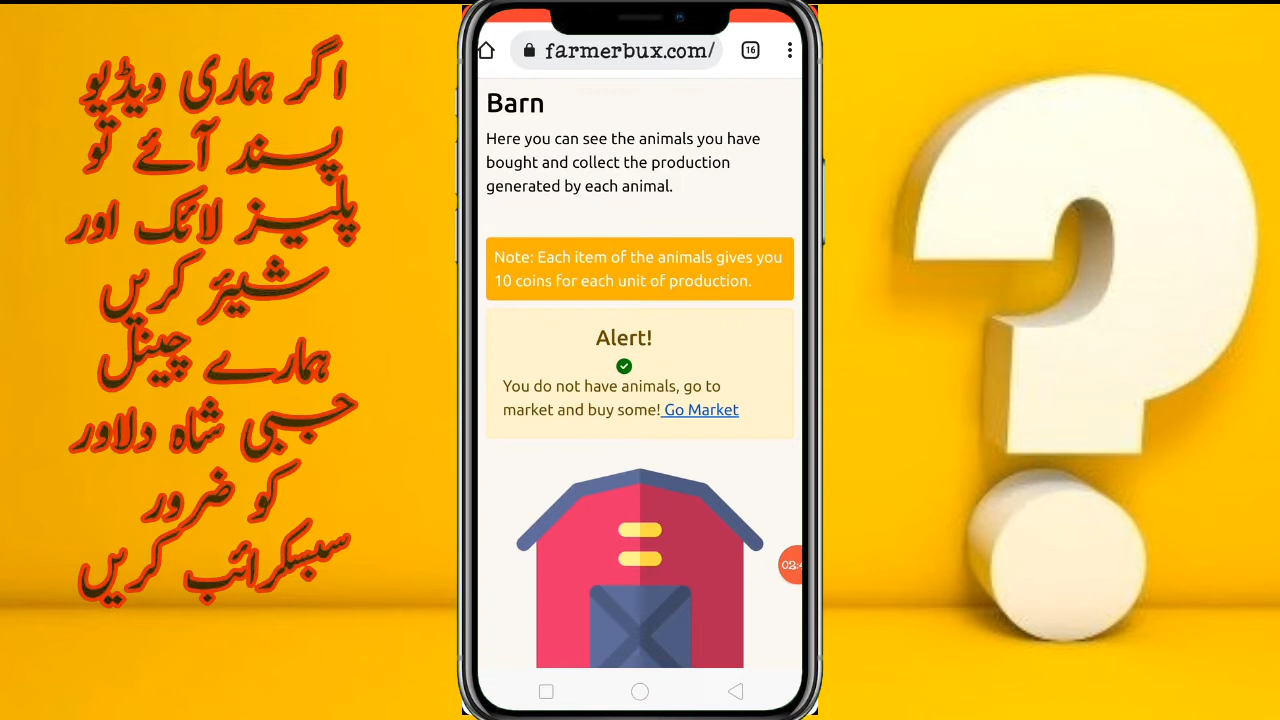 اگر ہماری ویڈیو
پسند آئے تو
پلیز لائک اور
شیئر کریں
ہمارے چینل
حبی شاہ دلاور
کو ضرور
سبسکرائب کریں
farmerbux.com/
16
Barn
Here you can see the animals you have
bought and collect the production
generated by each animal.
Note: Each item of the animals gives you
10 coins for each unit of production.
Alert!
You do not have animals, go to
market and buy some! Go Market